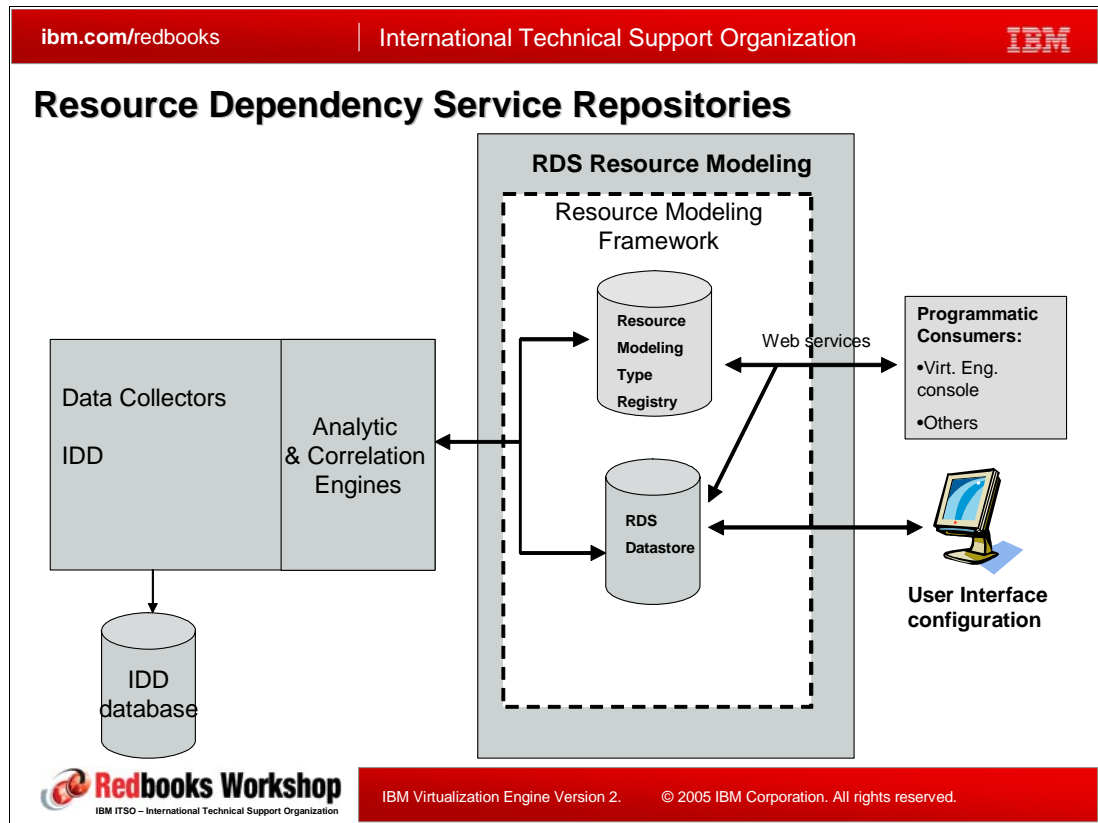 ibm.com/redbooks
International Technical Support Organization
IBM
Resource Dependency Service Repositories
RDS Resource Modeling
Resource Modeling
Framework
Resource
Modeling
Type
Registry
Web services
Programmatic
Consumers:
•Virt. Eng.
console
•Others
Data Collectors
IDD
Analytic
& Correlation
Engines
RDS
Datastore
User Interface
configuration
IDD
database
Redbooks Workshop
IBM ITSO – International Technical Support Organization
IBM Virtualization Engine Version 2.
© 2005 IBM Corporation. All rights reserved.